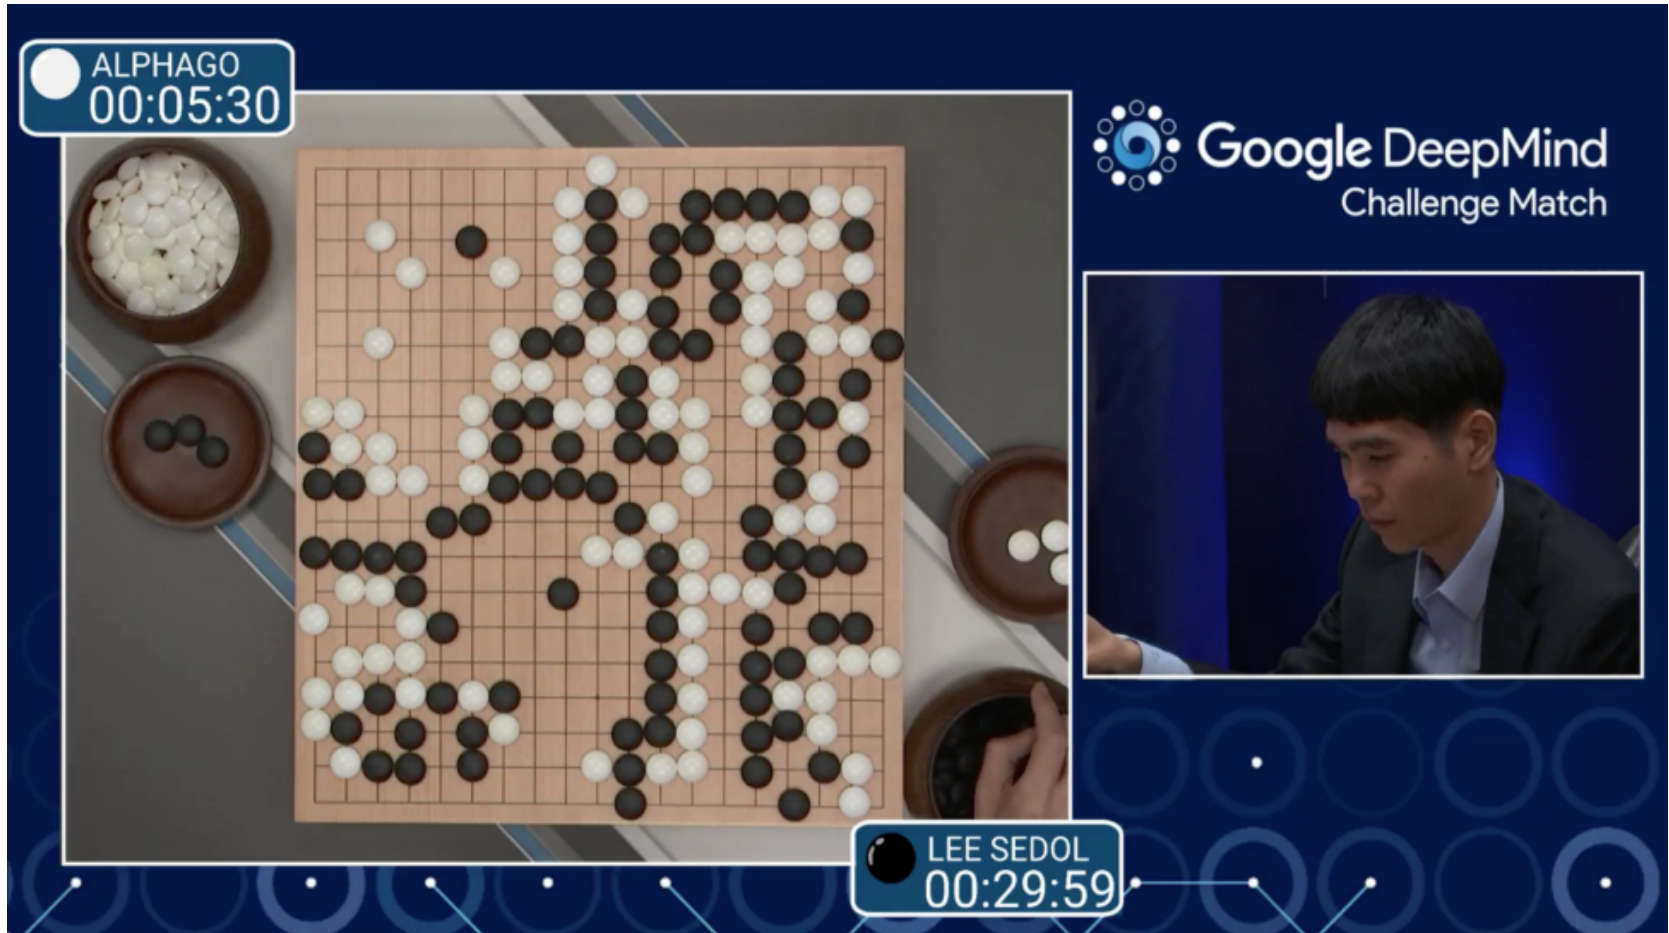 ALPHAGO
00:05:30
Google DeepMind
Challenge Match
LEE SEDOL
00:29:59